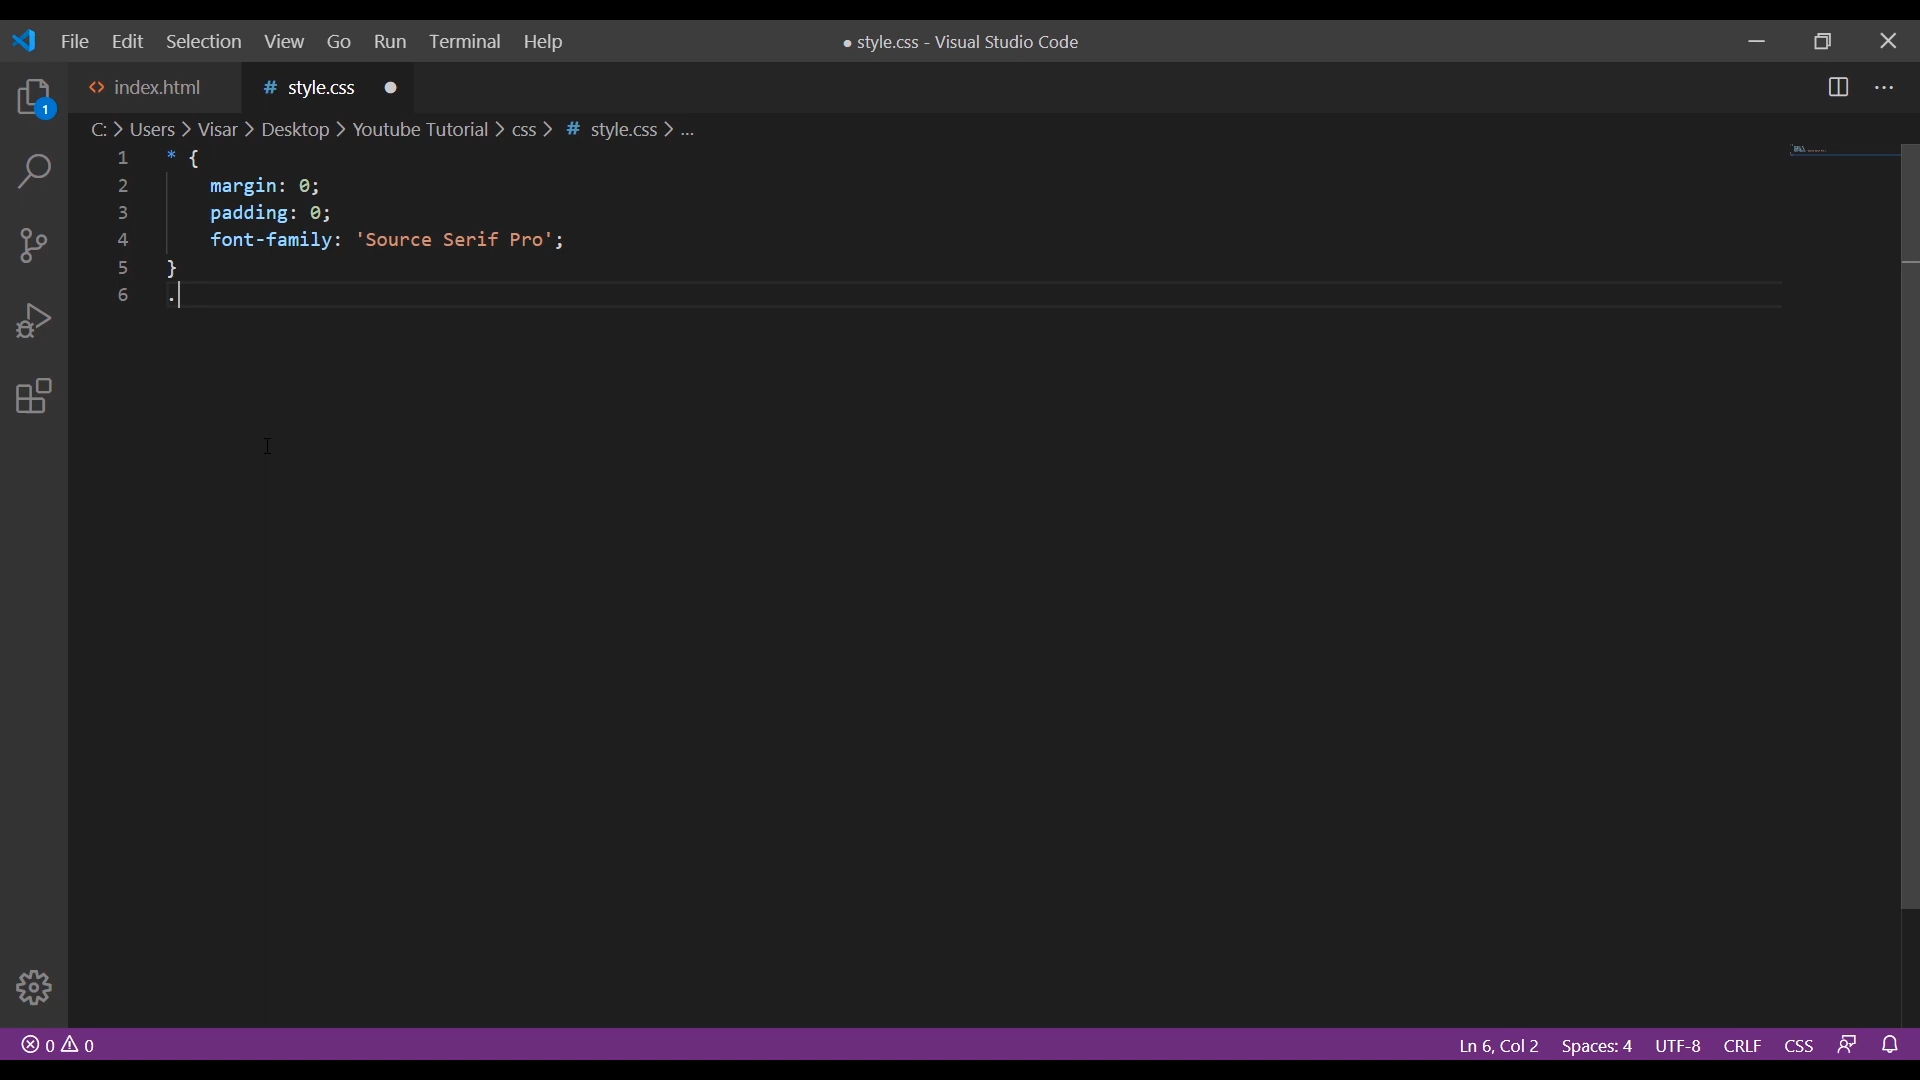 File Edit Selection View Go Run Terminal Help ● style.css - Visual Studio Code
1 <> index.html # style.css ●
C: > Users > Visar > Desktop > Youtube Tutorial > css > # style.css > ...
1 * {
2 margin: 0;
3 padding: 0;
4 font-family: 'Source Serif Pro';
5 }
6 .
0 0 Ln 6, Col 2 Spaces: 4 UTF-8 CRLF CSS